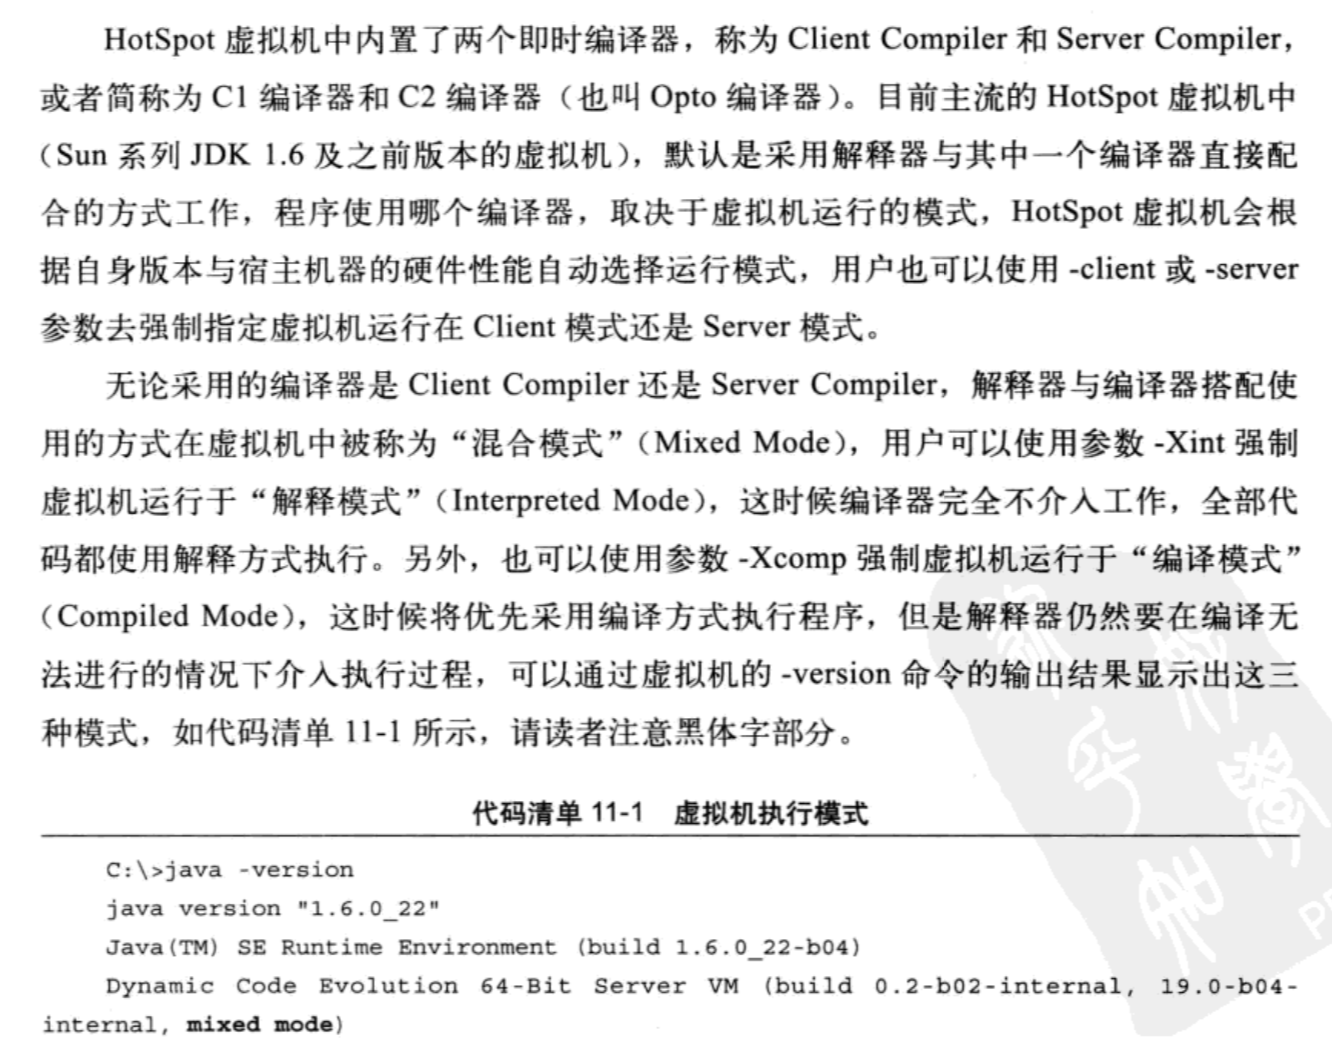 HotSpot 虚拟机中内置了两个即时编译器，称为 Client Compiler 和 Server Compiler，
或者简称为 C1 编译器和 C2 编译器（也叫 Opto 编译器）。目前主流的 HotSpot 虚拟机中
（Sun 系列 JDK 1.6 及之前版本的虚拟机），默认是采用解释器与其中一个编译器直接配
合的方式工作，程序使用哪个编译器，取决于虚拟机运行的模式，HotSpot 虚拟机会根
据自身版本与宿主机器的硬件性能自动选择运行模式，用户也可以使用 -client 或 -server
参数去强制指定虚拟机运行在 Client 模式还是 Server 模式。
无论采用的编译器是 Client Compiler 还是 Server Compiler，解释器与编译器搭配使
用的方式在虚拟机中被称为“混合模式”（Mixed Mode），用户可以使用参数 -Xint 强制
虚拟机运行于“解释模式”（Interpreted Mode），这时候编译器完全不介入工作，全部代
码都使用解释方式执行。另外，也可以使用参数 -Xcomp 强制虚拟机运行于“编译模式”
（Compiled Mode），这时候将优先采用编译方式执行程序，但是解释器仍然要在编译无
法进行的情况下介入执行过程，可以通过虚拟机的 -version 命令的输出结果显示出这三
种模式，如代码清单 11-1 所示，请读者注意黑体字部分。
代码清单 11-1 虚拟机执行模式
C:\>java -version
java version "1.6.0_22"
Java(TM) SE Runtime Environment (build 1.6.0_22-b04)
Dynamic Code Evolution 64-Bit Server VM (build 0.2-b02-internal, 19.0-b04-
internal, mixed mode)